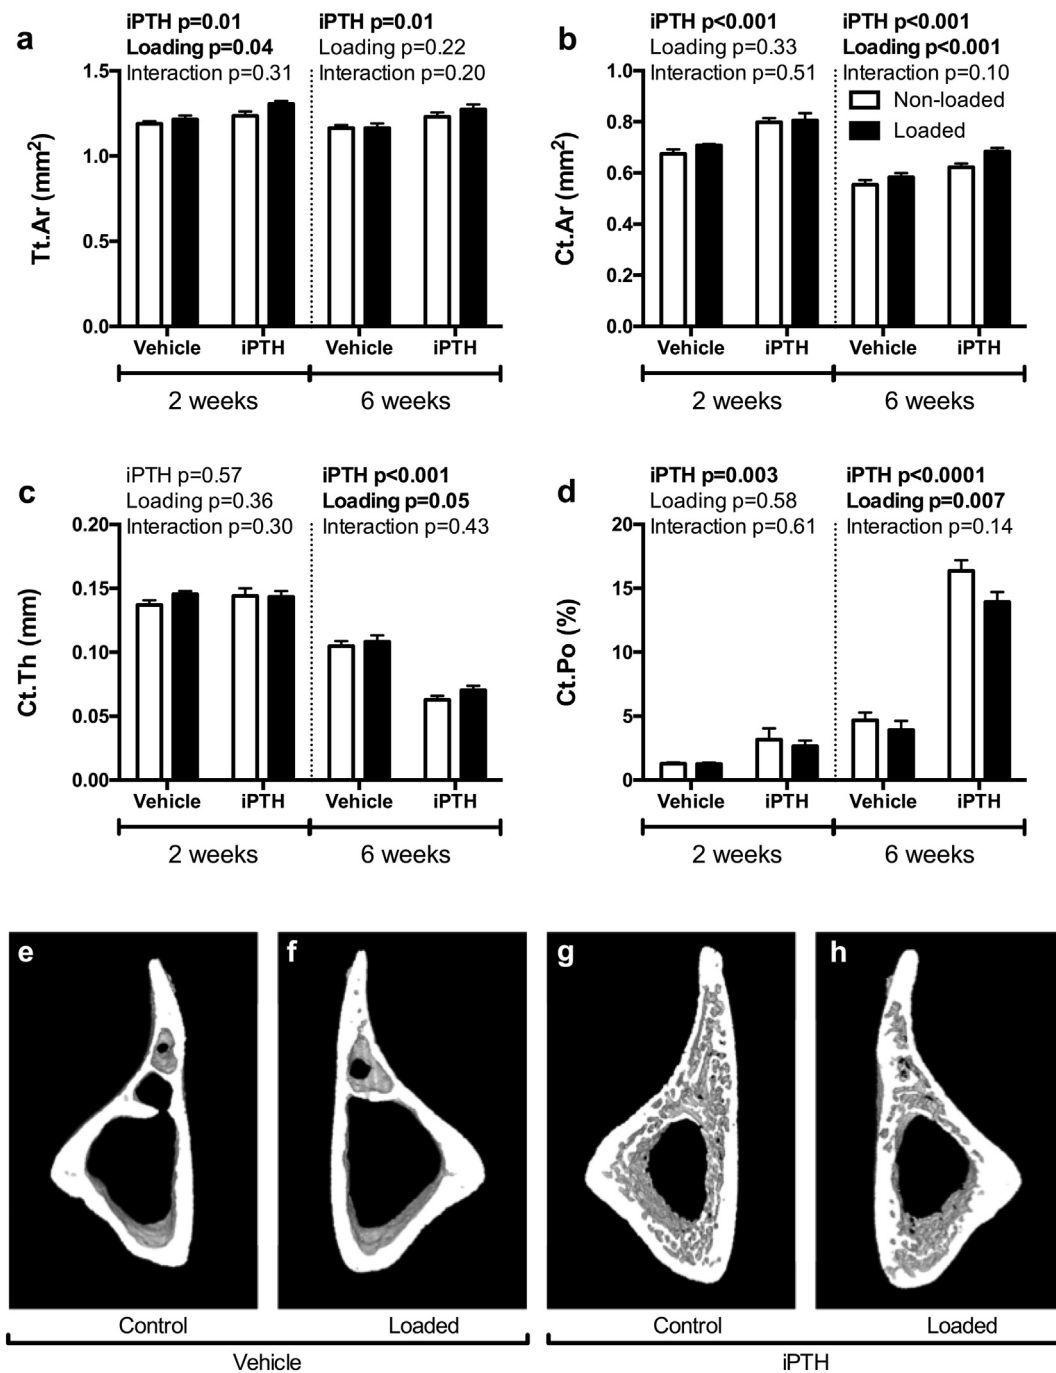 a
iPTH p=0.01
Loading p=0.04
Interaction p=0.31
iPTH p=0.01
Loading p=0.22
Interaction p=0.20
1.5
1.0
0.5
0.0
Tt.Ar (mm2)
Vehicle iPTH Vehicle iPTH
2 weeks 6 weeks
b
iPTH p<0.001
Loading p=0.33
Interaction p=0.51
iPTH p<0.001
Loading p<0.001
Interaction p=0.10
Non-loaded
Loaded
1.0
0.8
0.6
0.4
0.2
0.0
Ct.Ar (mm2)
Vehicle iPTH Vehicle iPTH
2 weeks 6 weeks
c
iPTH p=0.57
Loading p=0.36
Interaction p=0.30
iPTH p<0.001
Loading p=0.05
Interaction p=0.43
0.20
0.15
0.10
0.05
0.00
Ct.Th (mm)
Vehicle iPTH Vehicle iPTH
2 weeks 6 weeks
d
iPTH p=0.003
Loading p=0.58
Interaction p=0.61
iPTH p<0.0001
Loading p=0.007
Interaction p=0.14
20
15
10
5
0
Ct.Po (%)
Vehicle iPTH Vehicle iPTH
2 weeks 6 weeks
e f g h
Control Loaded Control Loaded
Vehicle iPTH